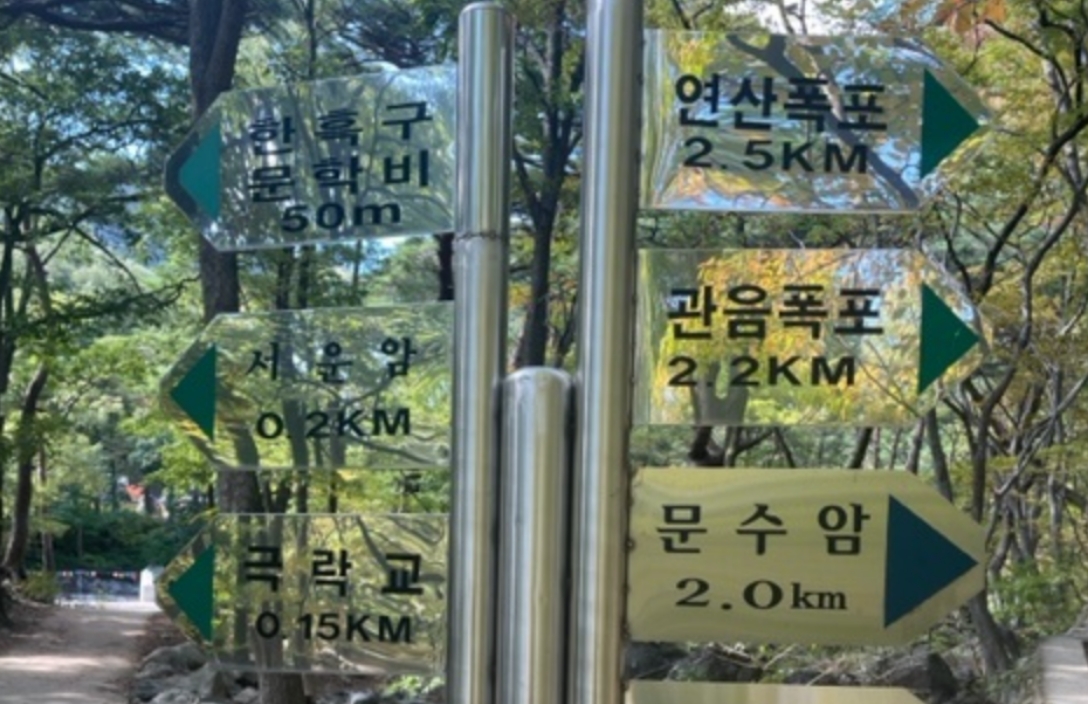 한 흑 구
문 학 비
50m
서 운 암
0.2KM
극 락 교
0.15KM
연산폭포
2.5KM
관음폭포
2.2KM
문 수 암
2.0km